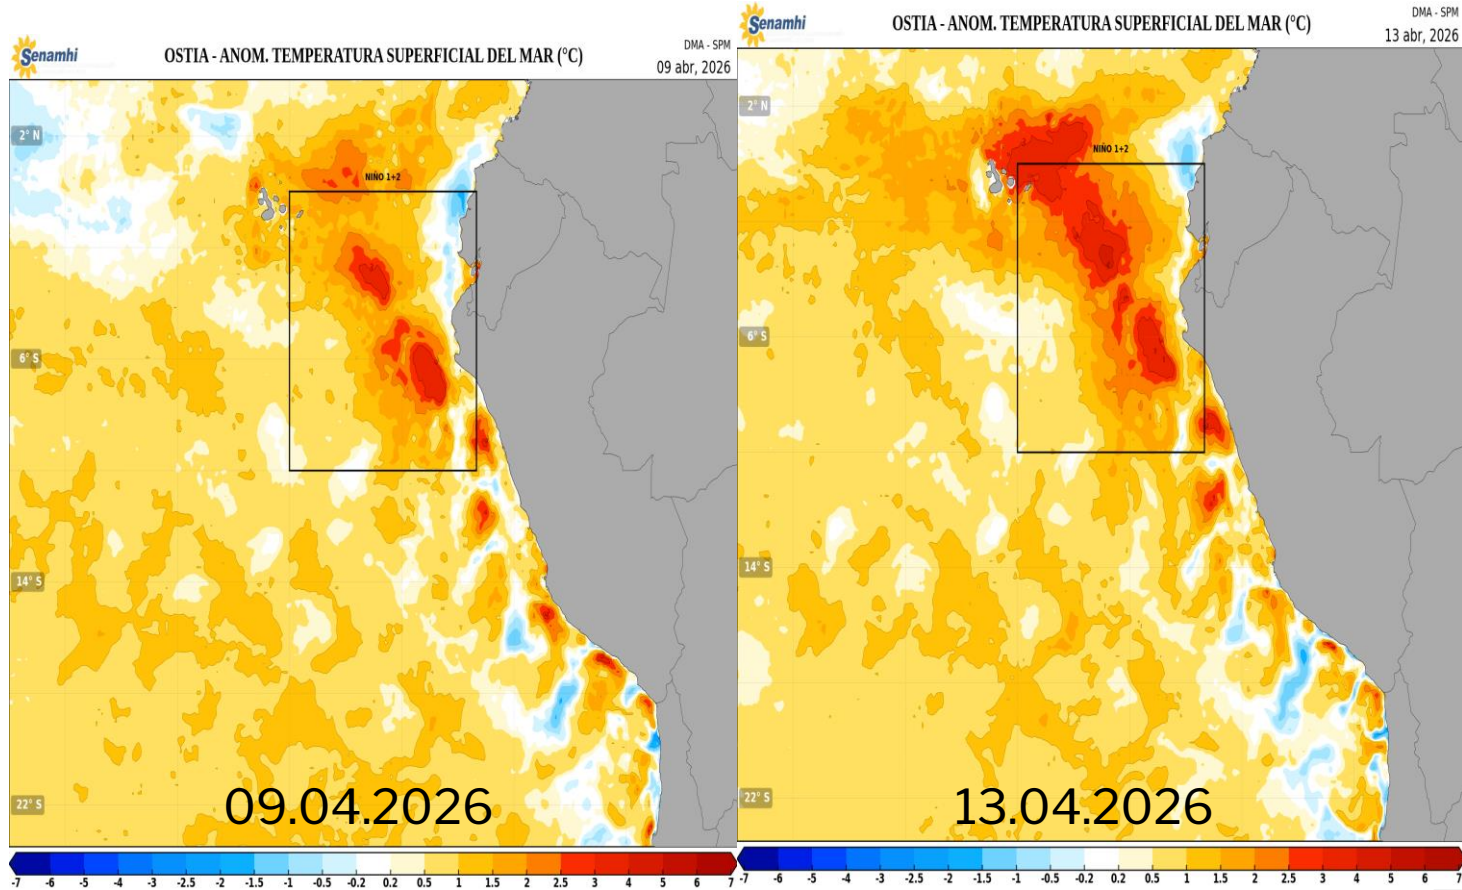 Senamhi
OSTIA - ANOM. TEMPERATURA SUPERFICIAL DEL MAR (°C)
DMA - SPM
09 abr, 2026
2° N
NIÑO 1+2
6° S
14° S
22° S
09.04.2026
-7 -6 -5 -4 -3 -2.5 -2 -1.5 -1 -0.5 -0.2 0.2 0.5 1 1.5 2 2.5 3 4 5 6 7
Senamhi
OSTIA - ANOM. TEMPERATURA SUPERFICIAL DEL MAR (°C)
DMA - SPM
13 abr, 2026
2° N
NIÑO 1+2
6° S
14° S
22° S
13.04.2026
-7 -6 -5 -4 -3 -2.5 -2 -1.5 -1 -0.5 -0.2 0.2 0.5 1 1.5 2 2.5 3 4 5 6 7